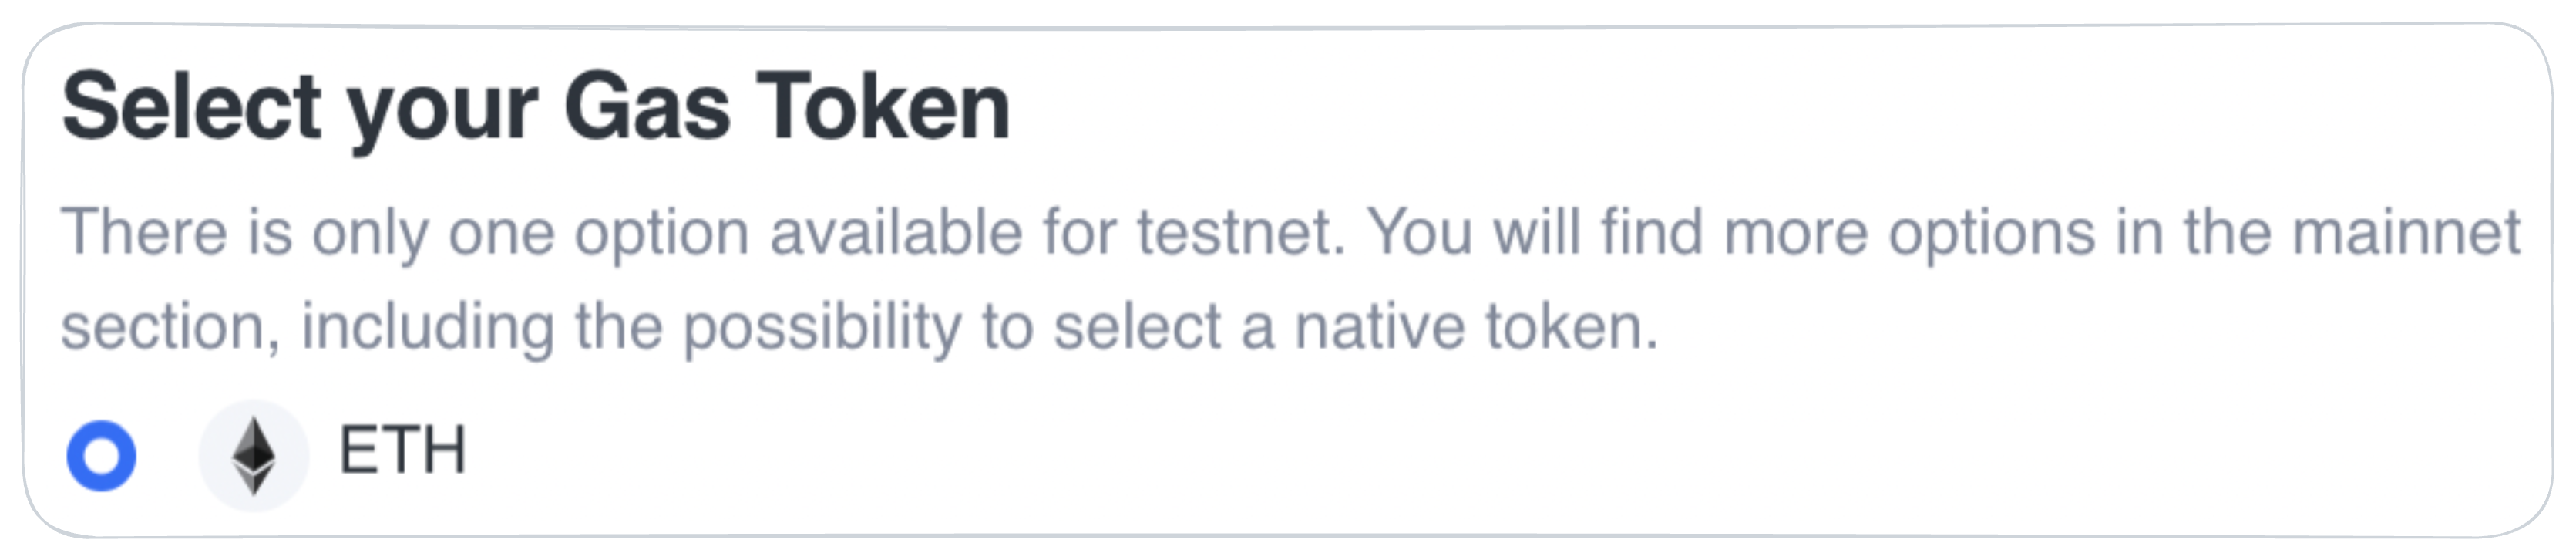 Select your Gas Token
There is only one option available for testnet. You will find more options in the mainnet
section, including the possibility to select a native token.
ETH